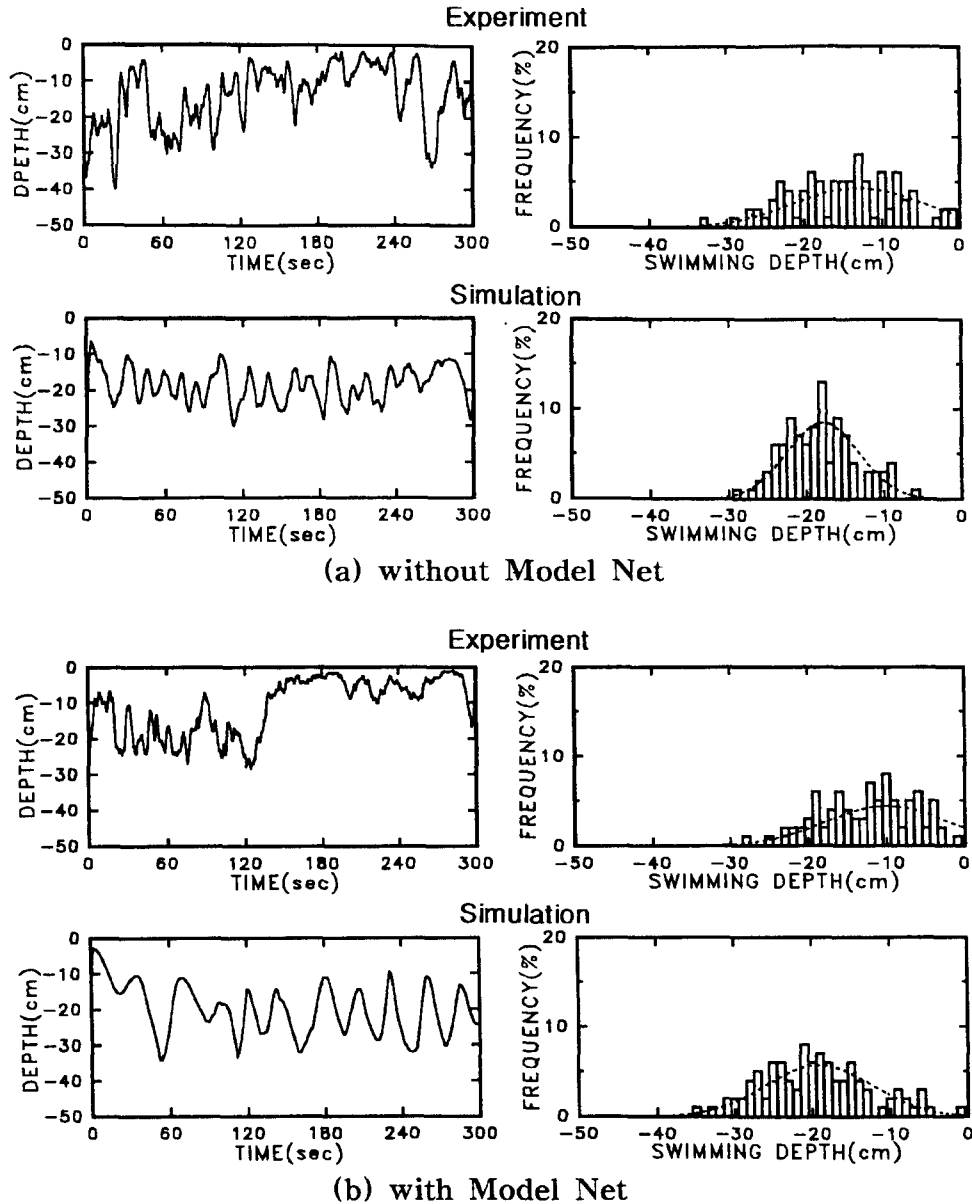 Experiment
0
-10
-20
-30
-40
-50
DPETH(cm)
0 60 120 180 240 300
TIME(sec)
20
10
0
FREQUENCY(%)
-50 -40 -30 -20 -10 0
SWIMMING DEPTH(cm)
Simulation
0
-10
-20
-30
-40
-50
DEPTH(cm)
0 60 120 180 240 300
TIME(sec)
20
10
0
FREQUENCY(%)
-50 -40 -30 -20 -10 0
SWIMMING DEPTH(cm)
(a) without Model Net
Experiment
0
-10
-20
-30
-40
-50
DEPTH(cm)
0 60 120 180 240 300
TIME(sec)
20
10
0
FREQUENCY(%)
-50 -40 -30 -20 -10 0
SWIMMING DEPTH(cm)
Simulation
0
-10
-20
-30
-40
-50
DEPTH(cm)
0 60 120 180 240 300
TIME(sec)
20
10
0
FREQUENCY(%)
-50 -40 -30 -20 -10 0
SWIMMING DEPTH(cm)
(b) with Model Net